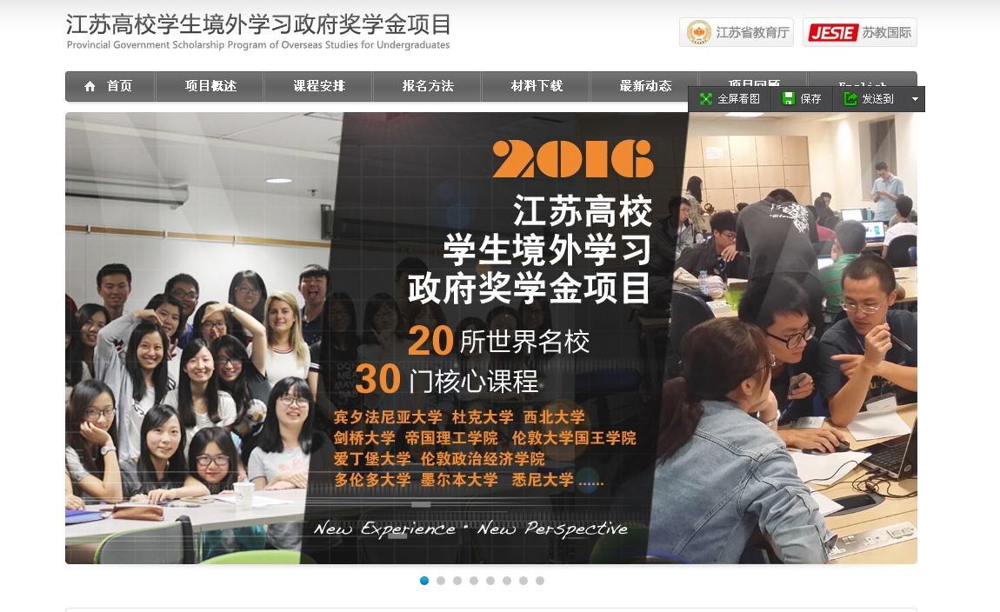 江苏高校学生境外学习政府奖学金项目
Provincial Government Scholarship Program of Overseas Studies for Undergraduates
江苏省教育厅
JESIE 苏教国际
首页 项目概述 课程安排 报名方法 材料下载 最新动态 项目回顾 English
全屏看图 保存 发送到
2016
江苏高校
学生境外学习
政府奖学金项目
20 所世界名校
30 门核心课程
宾夕法尼亚大学 杜克大学 西北大学
剑桥大学 帝国理工学院 伦敦大学国王学院
爱丁堡大学 伦敦政治经济学院
多伦多大学 墨尔本大学 悉尼大学 ......
New Experience · New Perspective